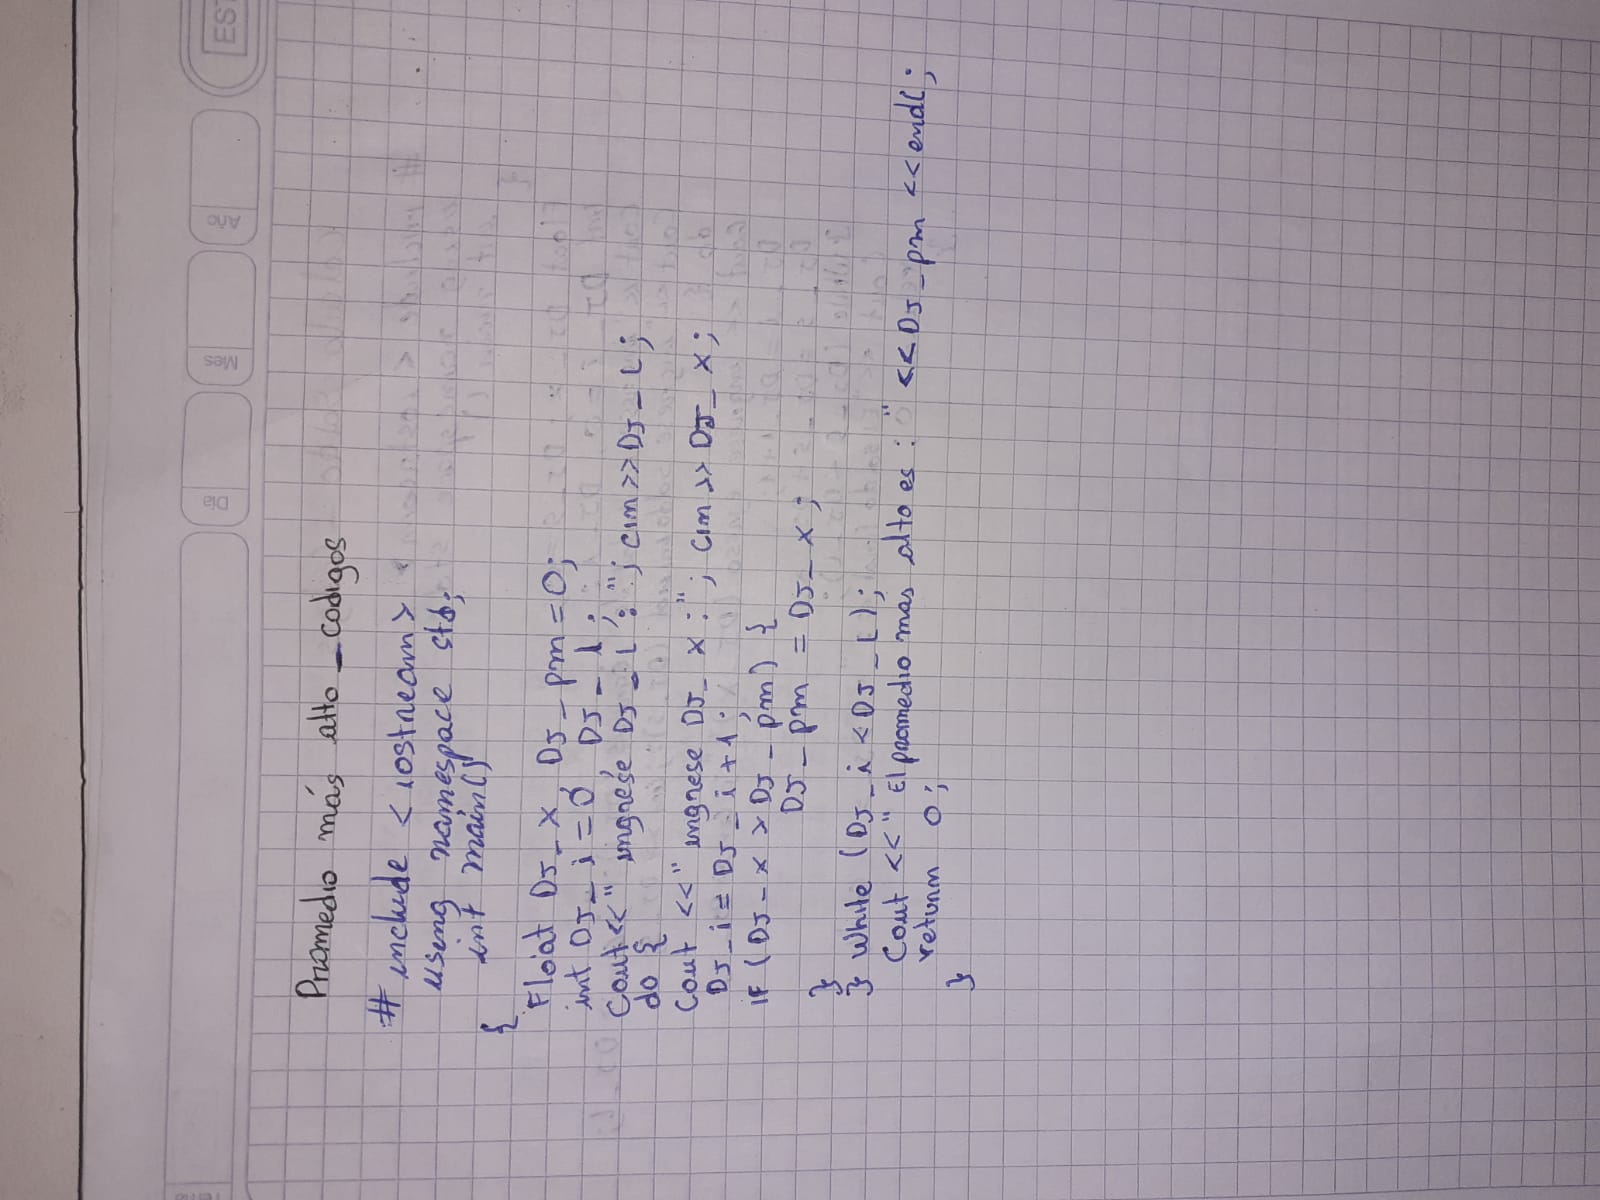 Tema
Día
Mes
Año
EST
Promedio más alto _ codigos
# include <iostream>
using namespace std;
int main()
{
Float DJ_x, DJ_pm = 0;
int DJ_i = 0, DJ_l;
Cout << " ingrese DJ_L : "; cin >> DJ_L;
do {
Cout << " ingrese DJ_x : "; cin >> DJ_x;
DJ_i = DJ_i + 1;
if (DJ_x > DJ_pm) {
DJ_pm = DJ_x;
}
} while (DJ_i < DJ_L);
Cout << " El promedio mas alto es : " << DJ_pm << endl;
return 0;
}